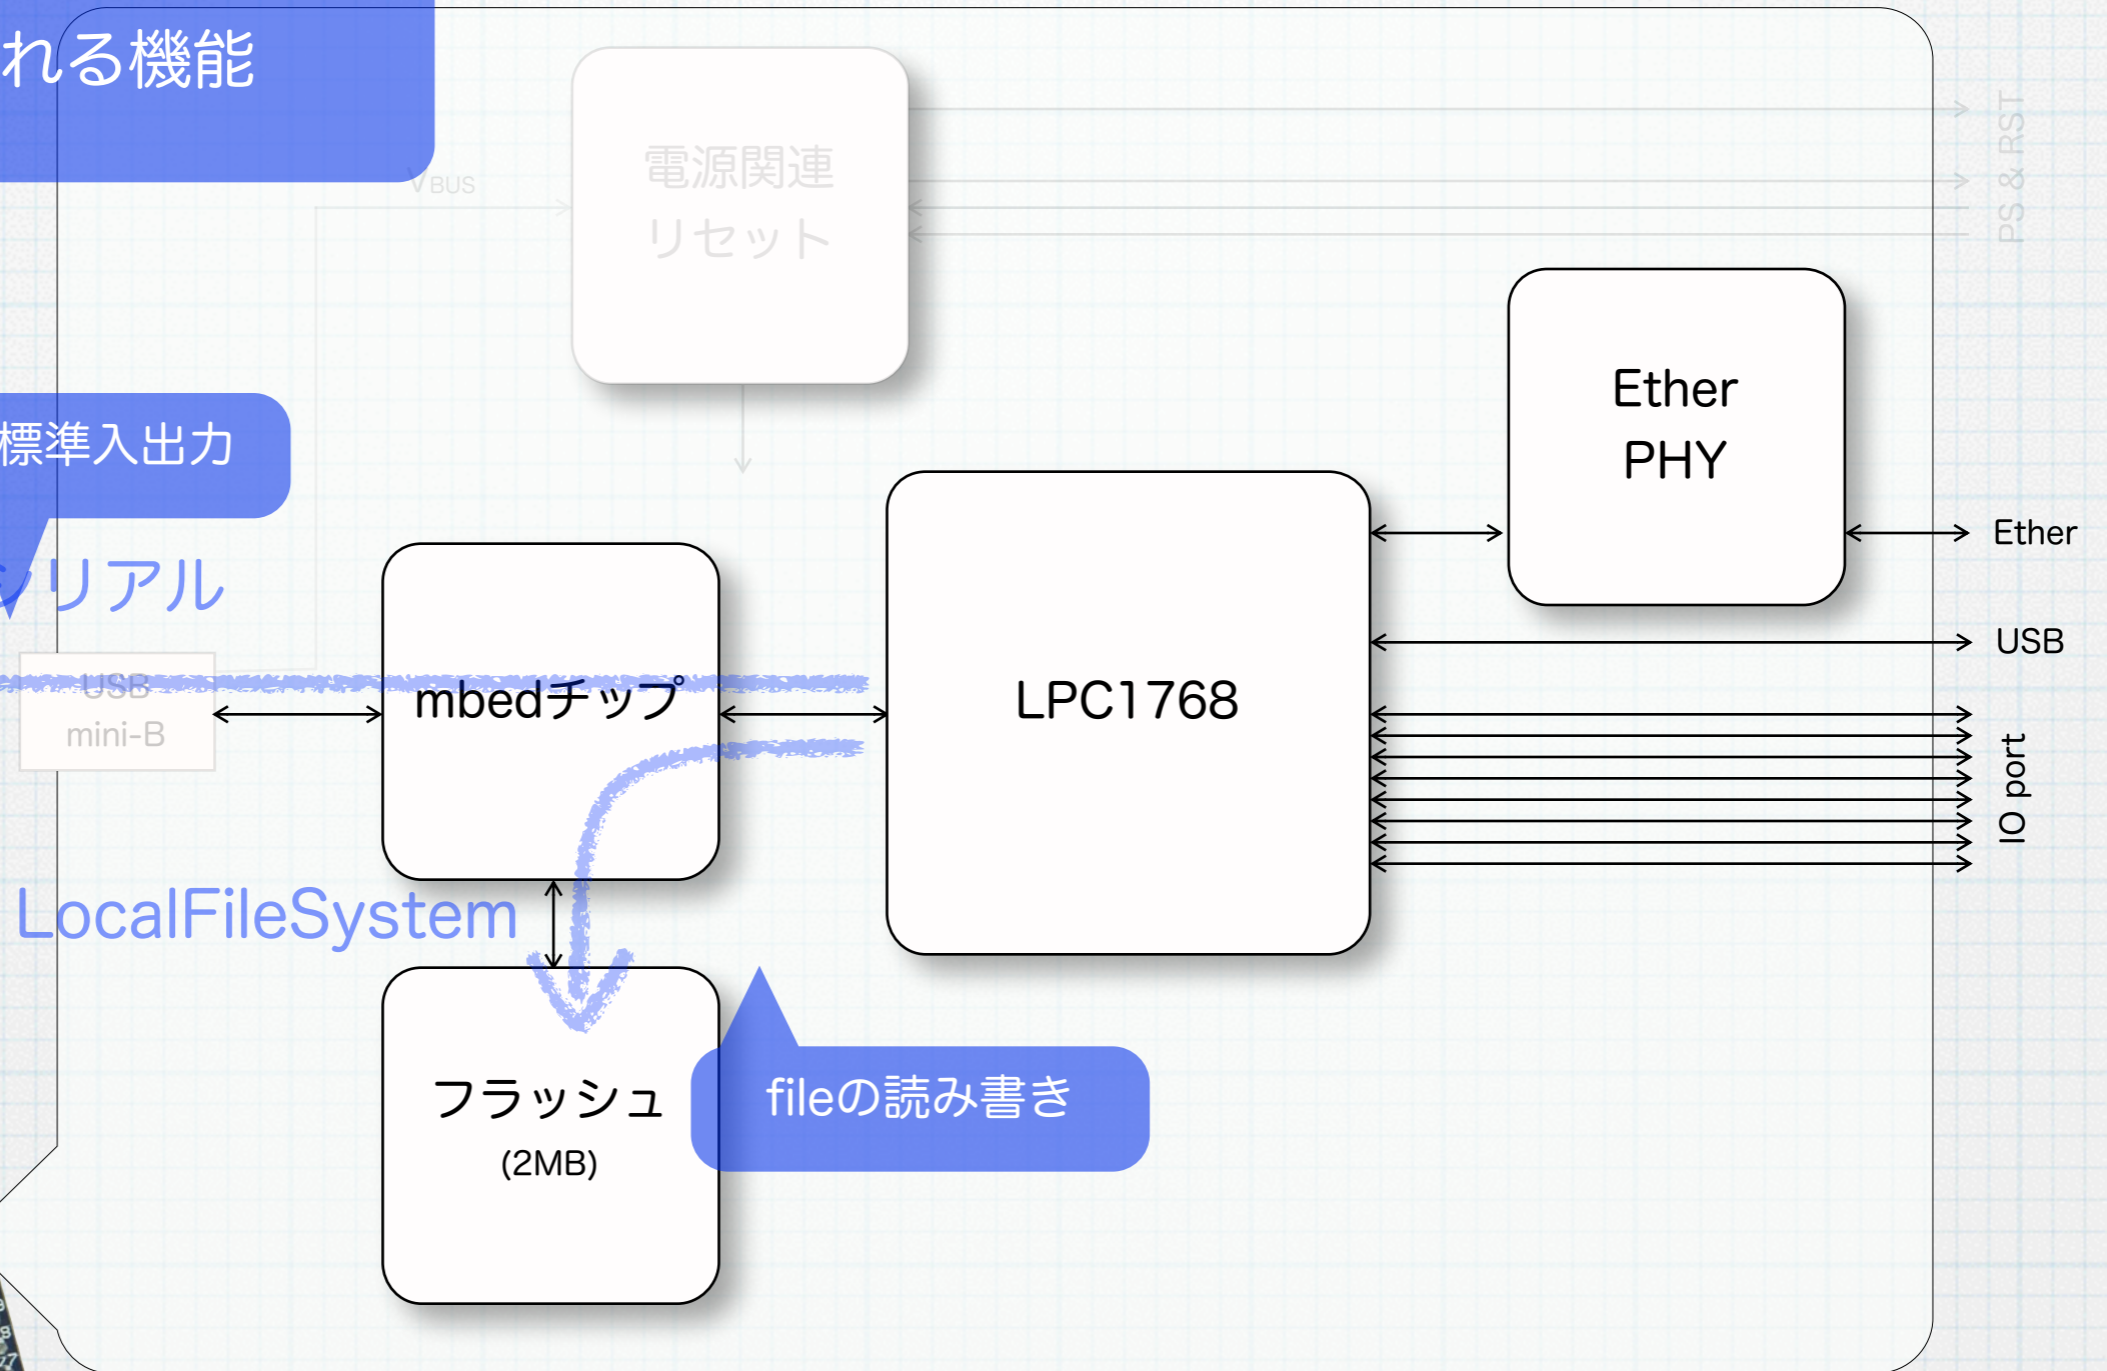 れる機能
VBUS
電源関連
リセット
PS & RST
標準入出力
シリアル
Ether
PHY
Ether
USB
USB
mini-B
mbedチップ
LPC1768
IO port
LocalFileSystem
フラッシュ
(2MB)
fileの読み書き